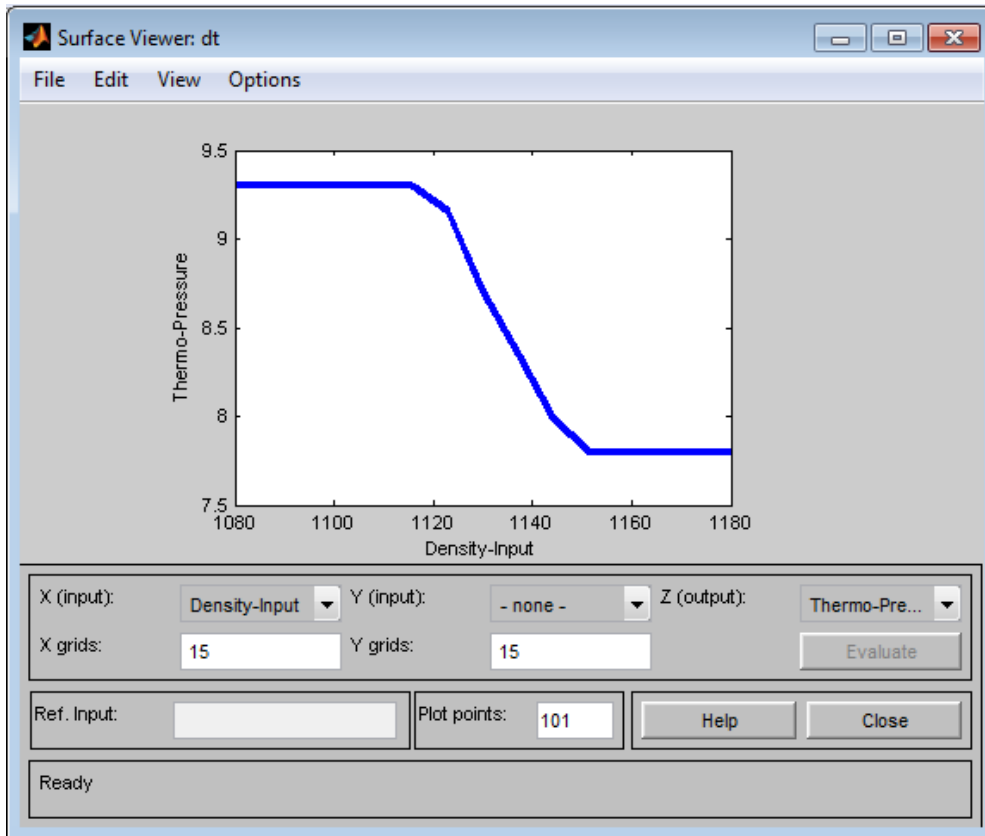 Surface Viewer: dt
File Edit View Options
9.5
9
8.5
8
7.5
Thermo-Pressure
1080 1100 1120 1140 1160 1180
Density-Input
X (input): Density-Input Y (input): - none - Z (output): Thermo-Pre...
X grids: 15 Y grids: 15 Evaluate
Ref. Input: Plot points: 101 Help Close
Ready